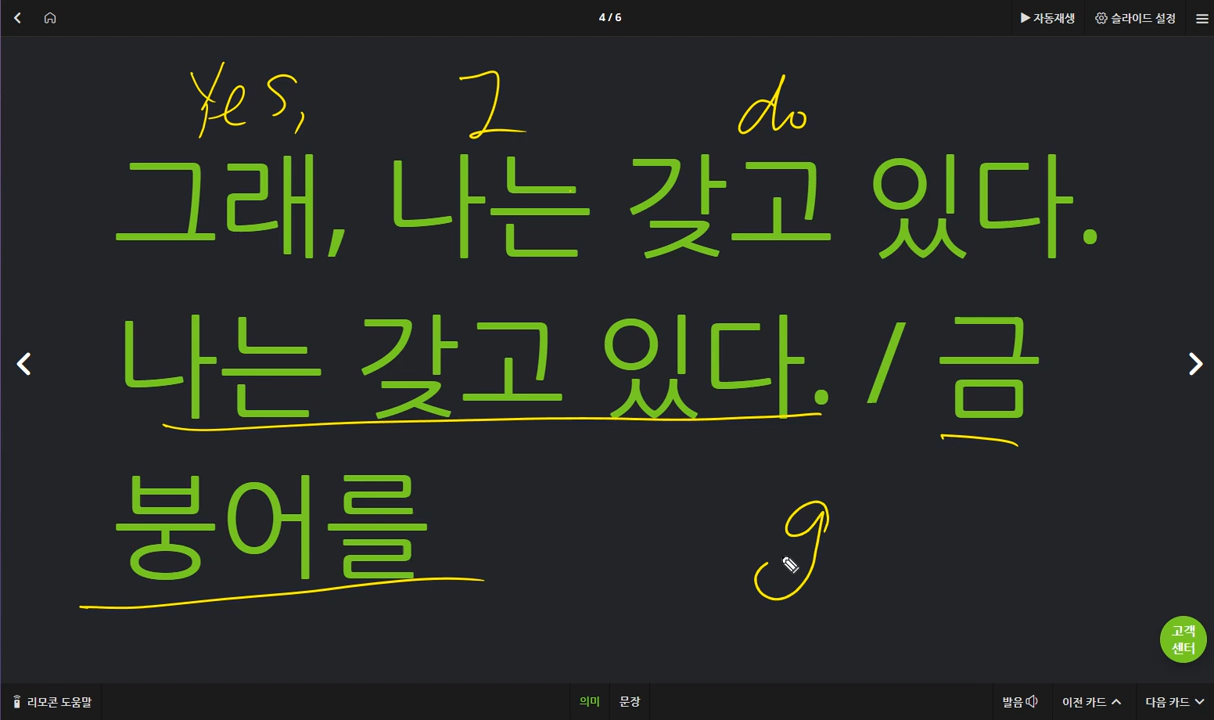 4 / 6
자동재생
슬라이드 설정
Yes, I do
그래, 나는 갖고 있다.
나는 갖고 있다. / 금
붕어를
g
고객
센터
리모콘 도움말
의미
문장
발음
이전 카드
다음 카드